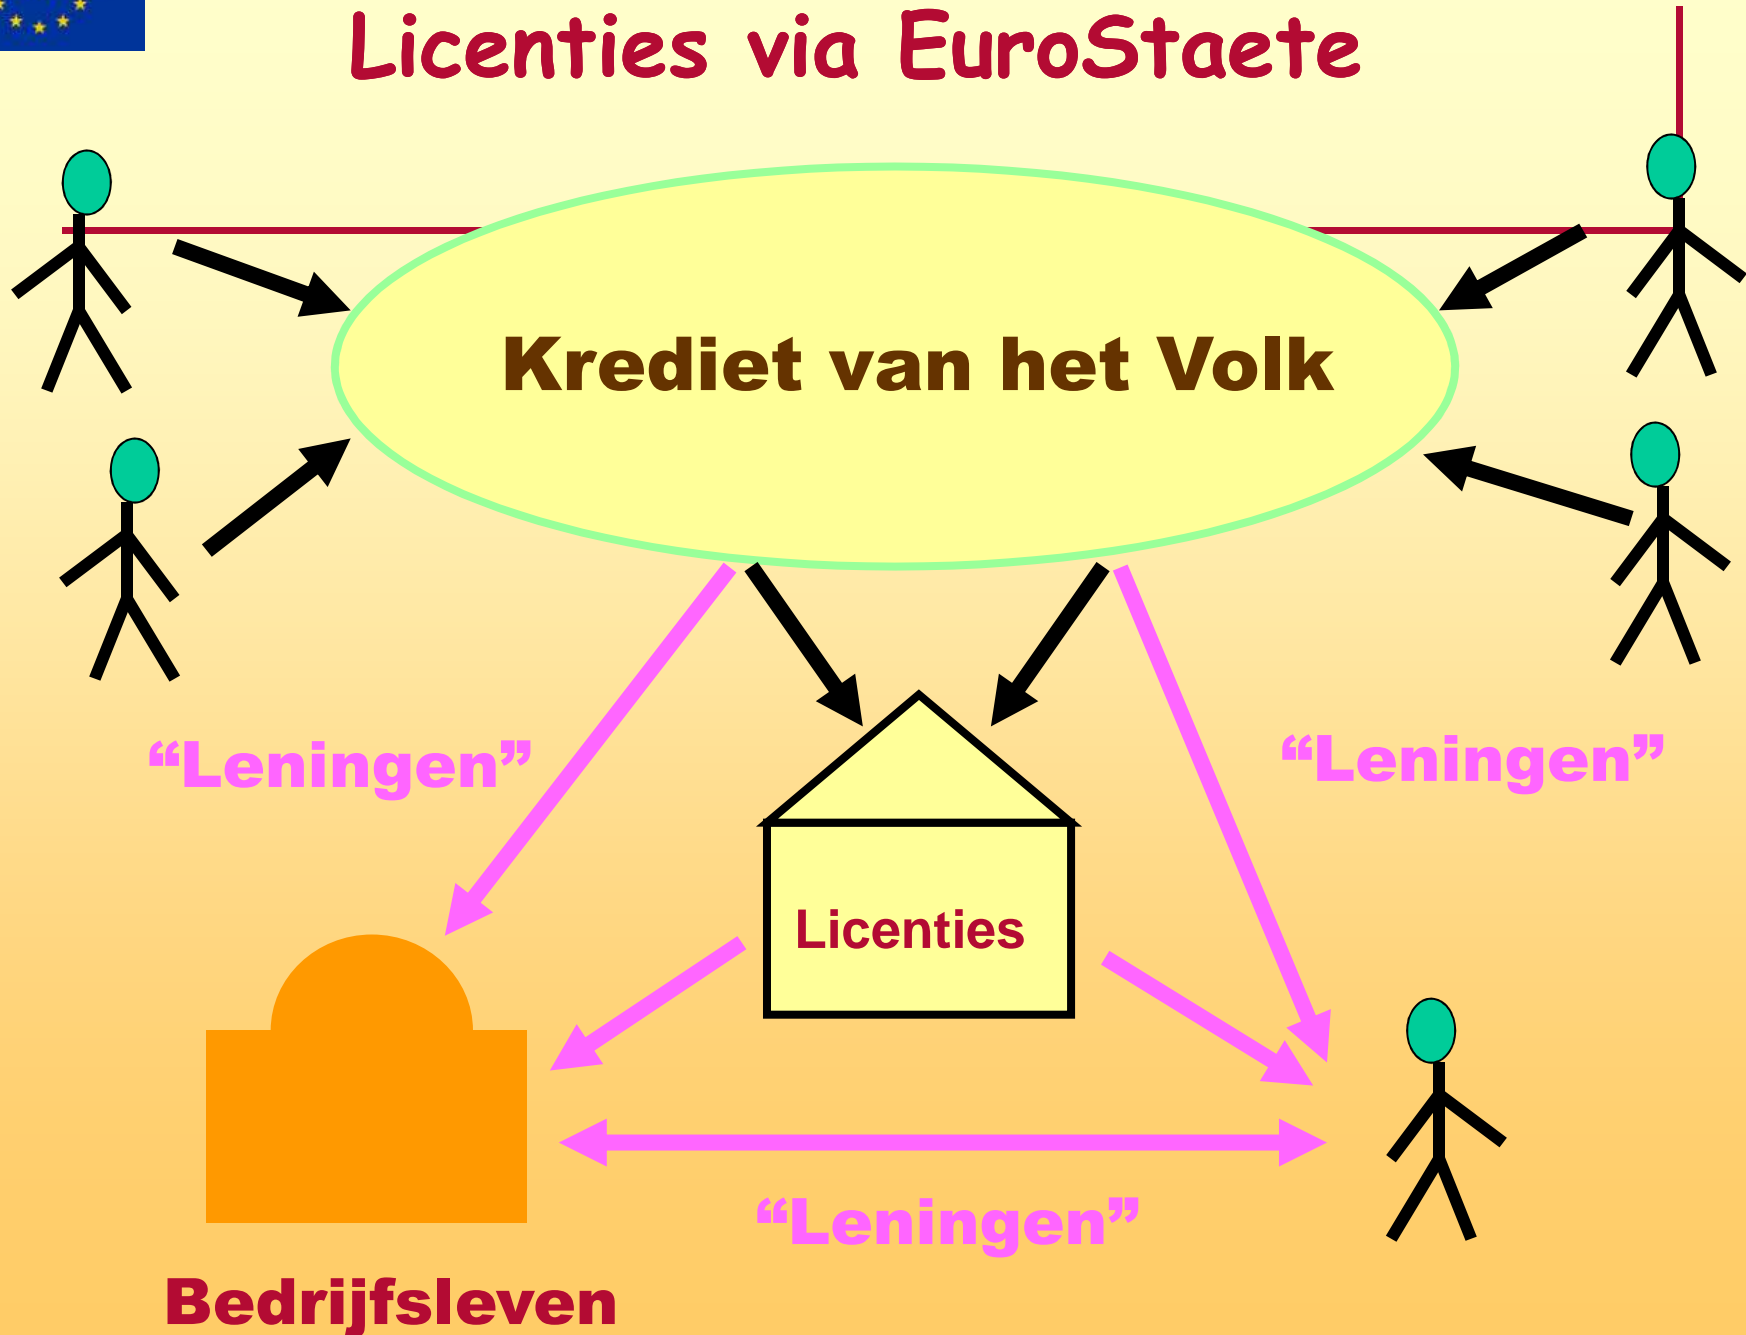 Licenties via EuroStaete
Krediet van het Volk
“Leningen”
“Leningen”
Licenties
“Leningen”
Bedrijfsleven